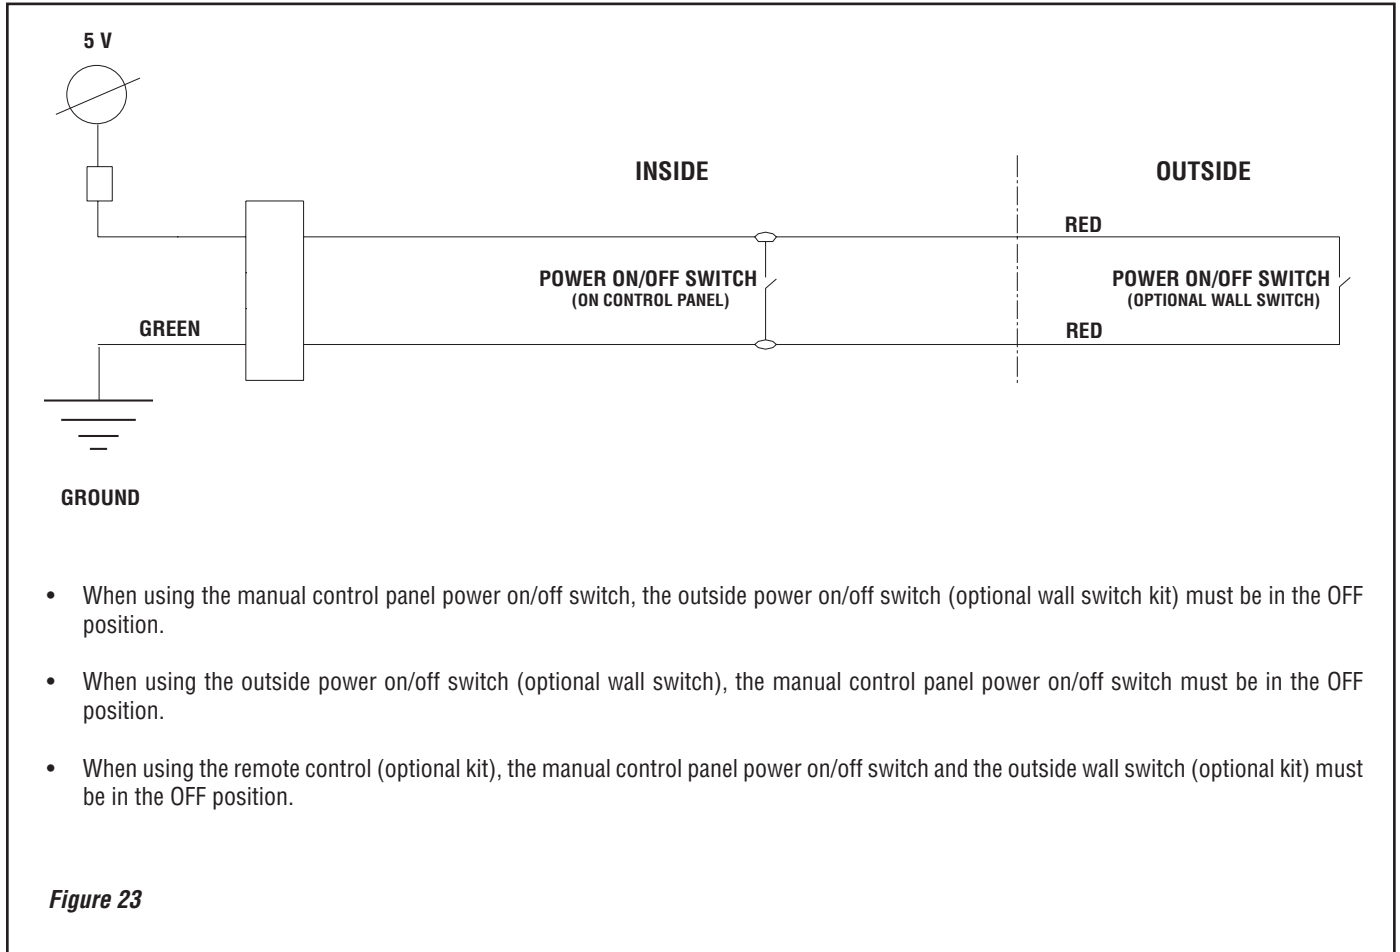 5 V
INSIDE
OUTSIDE
RED
POWER ON/OFF SWITCH
(ON CONTROL PANEL)
POWER ON/OFF SWITCH
(OPTIONAL WALL SWITCH)
GREEN
RED
GROUND
• When using the manual control panel power on/off switch, the outside power on/off switch (optional wall switch kit) must be in the OFF
position.
• When using the outside power on/off switch (optional wall switch), the manual control panel power on/off switch must be in the OFF
position.
• When using the remote control (optional kit), the manual control panel power on/off switch and the outside wall switch (optional kit) must
be in the OFF position.
Figure 23